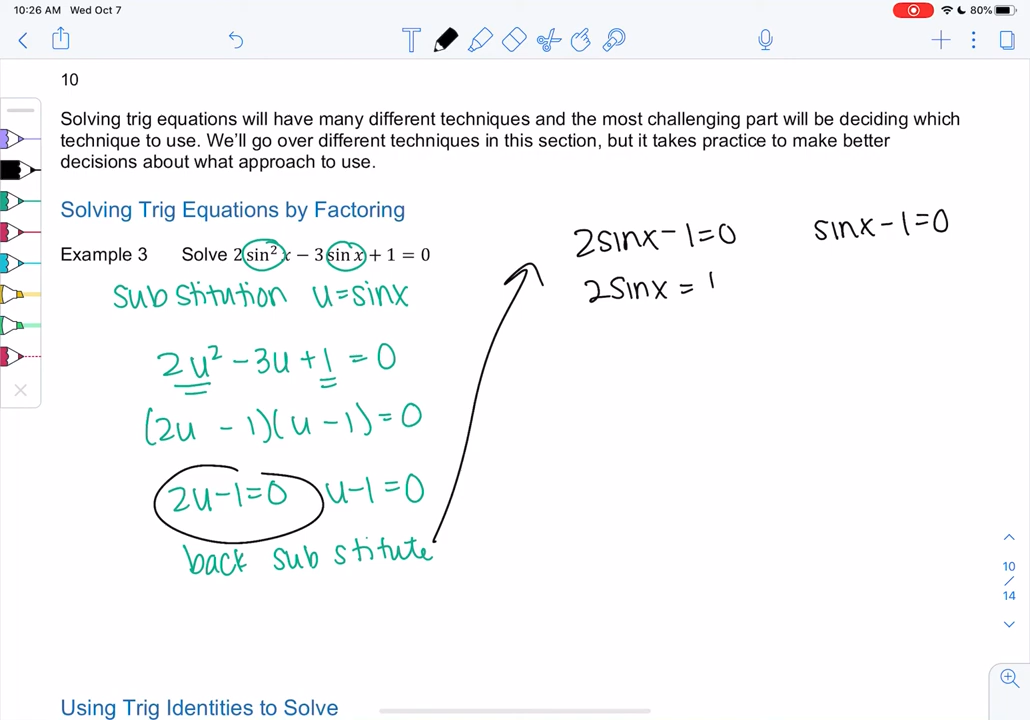 10:26 AM Wed Oct 7
80%
10
Solving trig equations will have many different techniques and the most challenging part will be deciding which
technique to use. We'll go over different techniques in this section, but it takes practice to make better
decisions about what approach to use.
Solving Trig Equations by Factoring
Example 3 Solve 2 sin² x − 3 sin x + 1 = 0
substitution u=sinx
2u² −3u +1 = 0
(2u − 1)(u −1) = 0
2u−1=0 u−1=0
back substitute
2sinx−1=0 sinx−1=0
2sinx = 1
10
/
14
Using Trig Identities to Solve